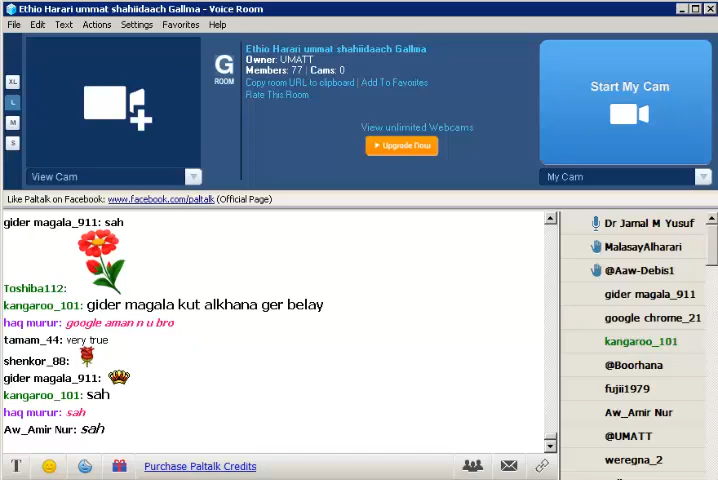 Ethio Harari ummat shahiidaach Gallma - Voice Room
File Edit Text Actions Settings Favorites Help
XL
L
M
S
View Cam
G
ROOM
Ethio Harari ummat shahiidaach Gallma
Owner: UMATT
Members: 77 | Cams: 0
Copy room URL to clipboard | Add To Favorites
Rate This Room
View unlimited Webcams
Upgrade Now
Start My Cam
My Cam
Like Paltalk on Facebook: www.facebook.com/paltalk (Official Page)
gider magala_911: sah
Toshiba112:
kangaroo_101: gider magala kut alkhana ger belay
haq murur: google aman n u bro
tamam_44: very true
shenkor_88:
gider magala_911:
kangaroo_101: sah
haq murur: sah
Aw_Amir Nur: sah
T
Purchase Paltalk Credits
Dr Jamal M Yusuf
MalasayAlharari
@Aaw-Debis1
gider magala_911
google chrome_21
kangaroo_101
@Boorhana
fujii1979
Aw_Amir Nur
@UMATT
weregna_2